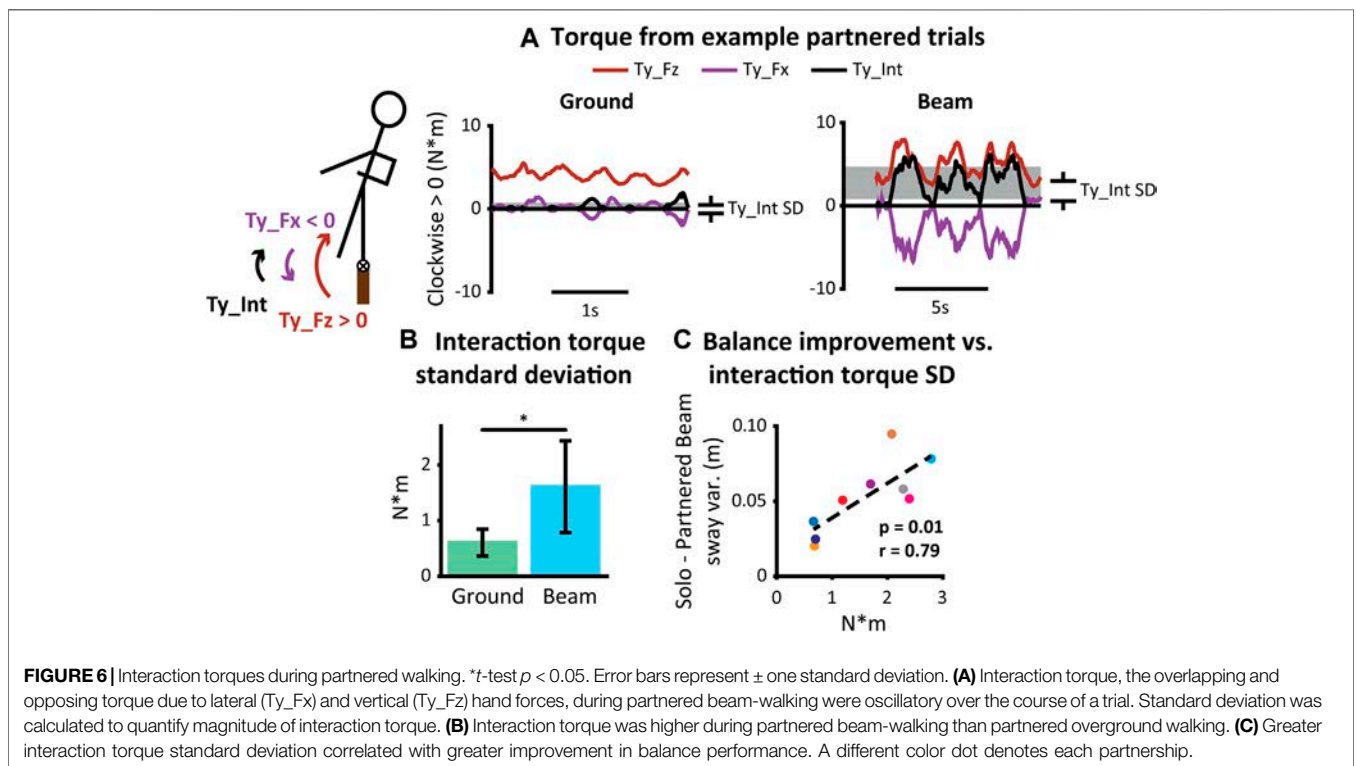 A Torque from example partnered trials
Ty_Fz Ty_Fx Ty_Int
Ground
Clockwise > 0 (N*m)
10
0
-10
1s
Ty_Int SD
Beam
10
0
-10
5s
Ty_Int SD
Ty_Fx < 0
Ty_Int
Ty_Fz > 0
B Interaction torque
standard deviation
*
N*m
2
1
0
Ground Beam
C Balance improvement vs.
interaction torque SD
Solo - Partnered Beam
sway var. (m)
0.10
0.05
0
p = 0.01
r = 0.79
0 1 2 3
N*m
FIGURE 6 | Interaction torques during partnered walking. *t-test p < 0.05. Error bars represent ± one standard deviation. (A) Interaction torque, the overlapping and
opposing torque due to lateral (Ty_Fx) and vertical (Ty_Fz) hand forces, during partnered beam-walking were oscillatory over the course of a trial. Standard deviation was
calculated to quantify magnitude of interaction torque. (B) Interaction torque was higher during partnered beam-walking than partnered overground walking. (C) Greater
interaction torque standard deviation correlated with greater improvement in balance performance. A different color dot denotes each partnership.